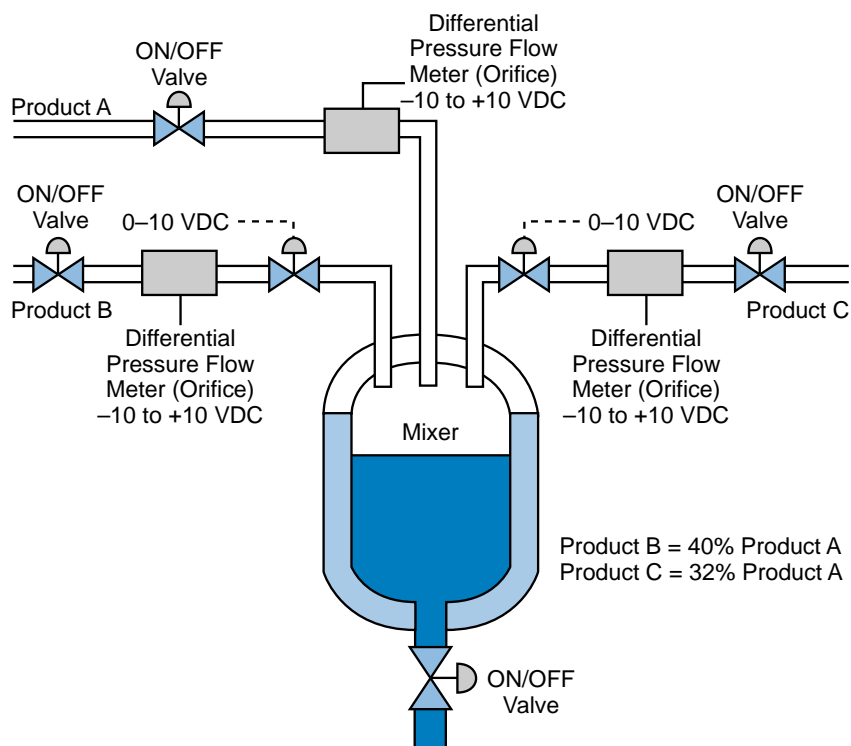 Differential
Pressure Flow
Meter (Orifice)
–10 to +10 VDC
ON/OFF
Valve
Product A
ON/OFF
Valve
0–10 VDC
0–10 VDC
ON/OFF
Valve
Product B
Product C
Differential
Pressure Flow
Meter (Orifice)
–10 to +10 VDC
Differential
Pressure Flow
Meter (Orifice)
–10 to +10 VDC
Mixer
Product B = 40% Product A
Product C = 32% Product A
ON/OFF
Valve